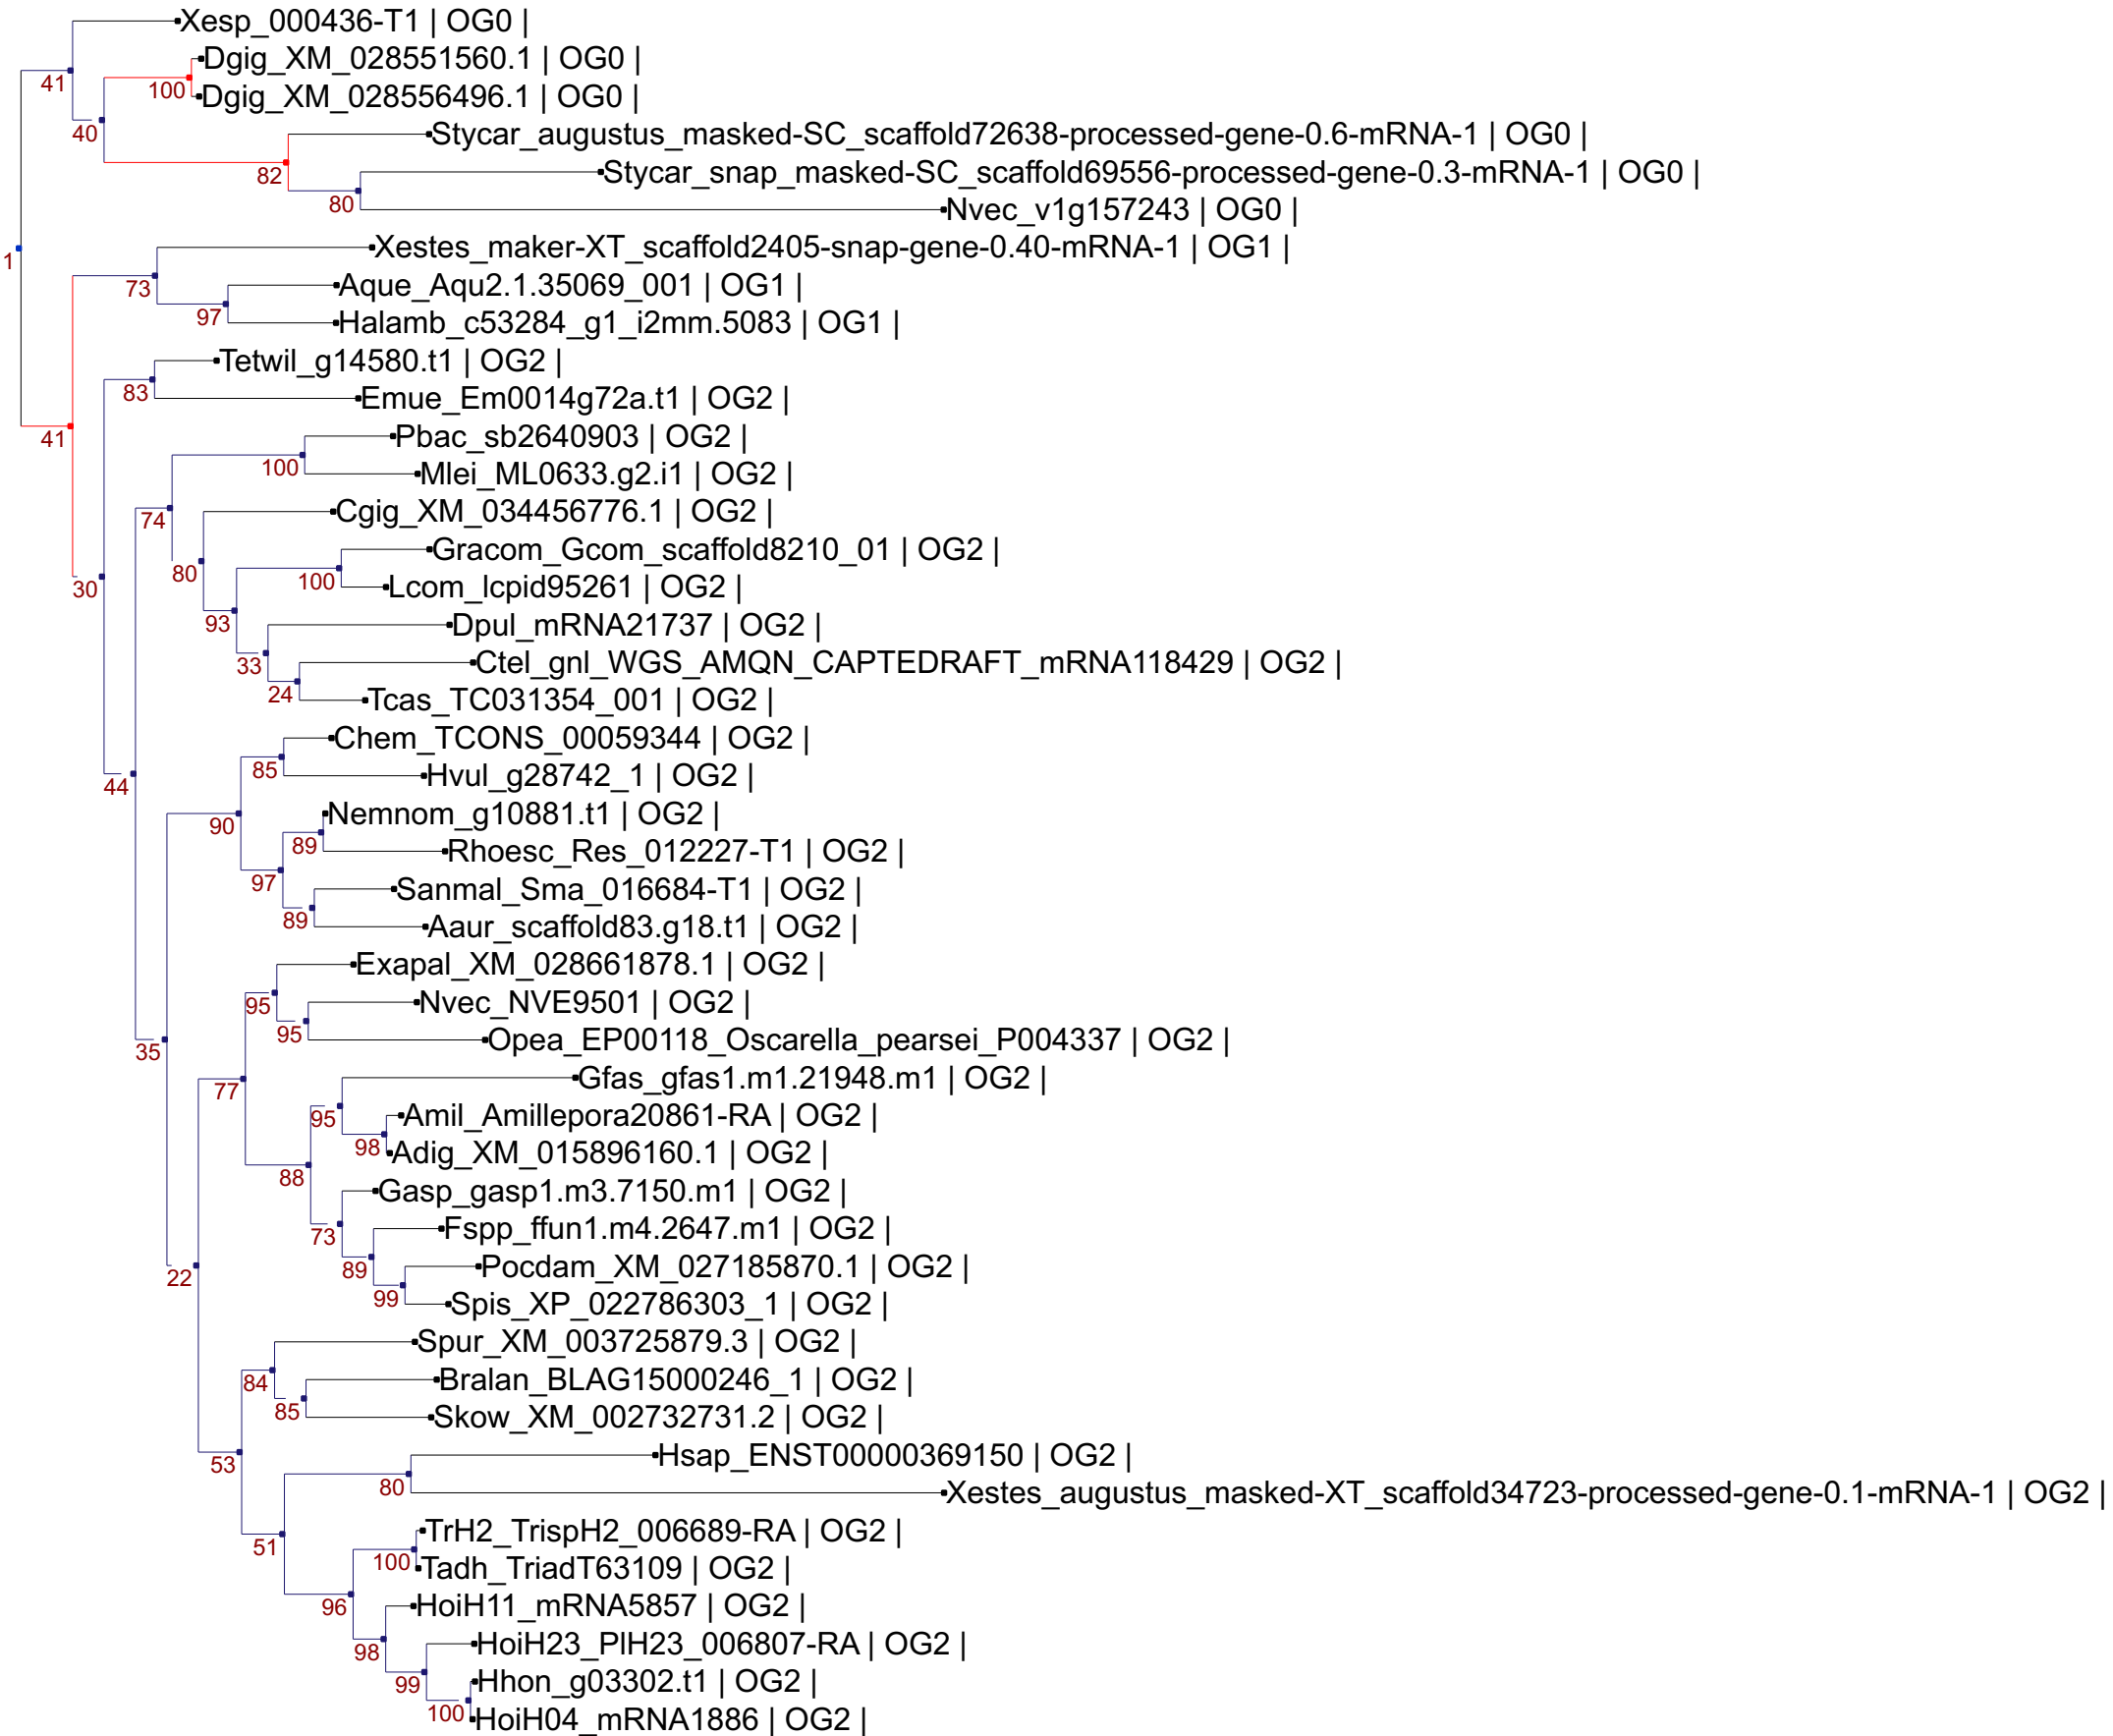 Xesp_000436-T1 | OG0 |
Dgig_XM_028551560.1 | OG0 |
41
100
Dgig_XM_028556496.1 | OG0 |
40
Stycar_augustus_masked-SC_scaffold72638-processed-gene-0.6-mRNA-1 | OG0 |
82
Stycar_snap_masked-SC_scaffold69556-processed-gene-0.3-mRNA-1 | OG0 |
80
Nvec_v1g157243 | OG0 |
1
Xestes_maker-XT_scaffold2405-snap-gene-0.40-mRNA-1 | OG1 |
73
Aque_Aqu2.1.35069_001 | OG1 |
97
Halamb_c53284_g1_i2mm.5083 | OG1 |
Tetwil_g14580.t1 | OG2 |
83
Emue_Em0014g72a.t1 | OG2 |
41
Pbac_sb2640903 | OG2 |
100
Mlei_ML0633.g2.i1 | OG2 |
74
Cgig_XM_034456776.1 | OG2 |
Gracom_Gcom_scaffold8210_01 | OG2 |
80
100
30
Lcom_lcpid95261 | OG2 |
93
Dpul_mRNA21737 | OG2 |
33
Ctel_gnl_WGS_AMQN_CAPTEDRAFT_mRNA118429 | OG2 |
24
Tcas_TC031354_001 | OG2 |
Chem_TCONS_00059344 | OG2 |
85
Hvul_g28742_1 | OG2 |
44
Nemnom_g10881.t1 | OG2 |
90
89
Rhoesc_Res_012227-T1 | OG2 |
97
Sanmal_Sma_016684-T1 | OG2 |
89
Aaur_scaffold83.g18.t1 | OG2 |
Exapal_XM_028661878.1 | OG2 |
95
Nvec_NVE9501 | OG2 |
95
Opea_EP00118_Oscarella_pearsei_P004337 | OG2 |
35
Gfas_gfas1.m1.21948.m1 | OG2 |
77
95
Amil_Amillepora20861-RA | OG2 |
98
Adig_XM_015896160.1 | OG2 |
88
Gasp_gasp1.m3.7150.m1 | OG2 |
73
Fspp_ffun1.m4.2647.m1 | OG2 |
89
Pocdam_XM_027185870.1 | OG2 |
22
99
Spis_XP_022786303_1 | OG2 |
Spur_XM_003725879.3 | OG2 |
84
Bralan_BLAG15000246_1 | OG2 |
85
Skow_XM_002732731.2 | OG2 |
53
Hsap_ENST00000369150 | OG2 |
80
Xestes_augustus_masked-XT_scaffold34723-processed-gene-0.1-mRNA-1 | OG2 |
51
TrH2_TrispH2_006689-RA | OG2 |
100
Tadh_TriadT63109 | OG2 |
96
HoiH11_mRNA5857 | OG2 |
98
HoiH23_PlH23_006807-RA | OG2 |
99
Hhon_g03302.t1 | OG2 |
100
HoiH04_mRNA1886 | OG2 |